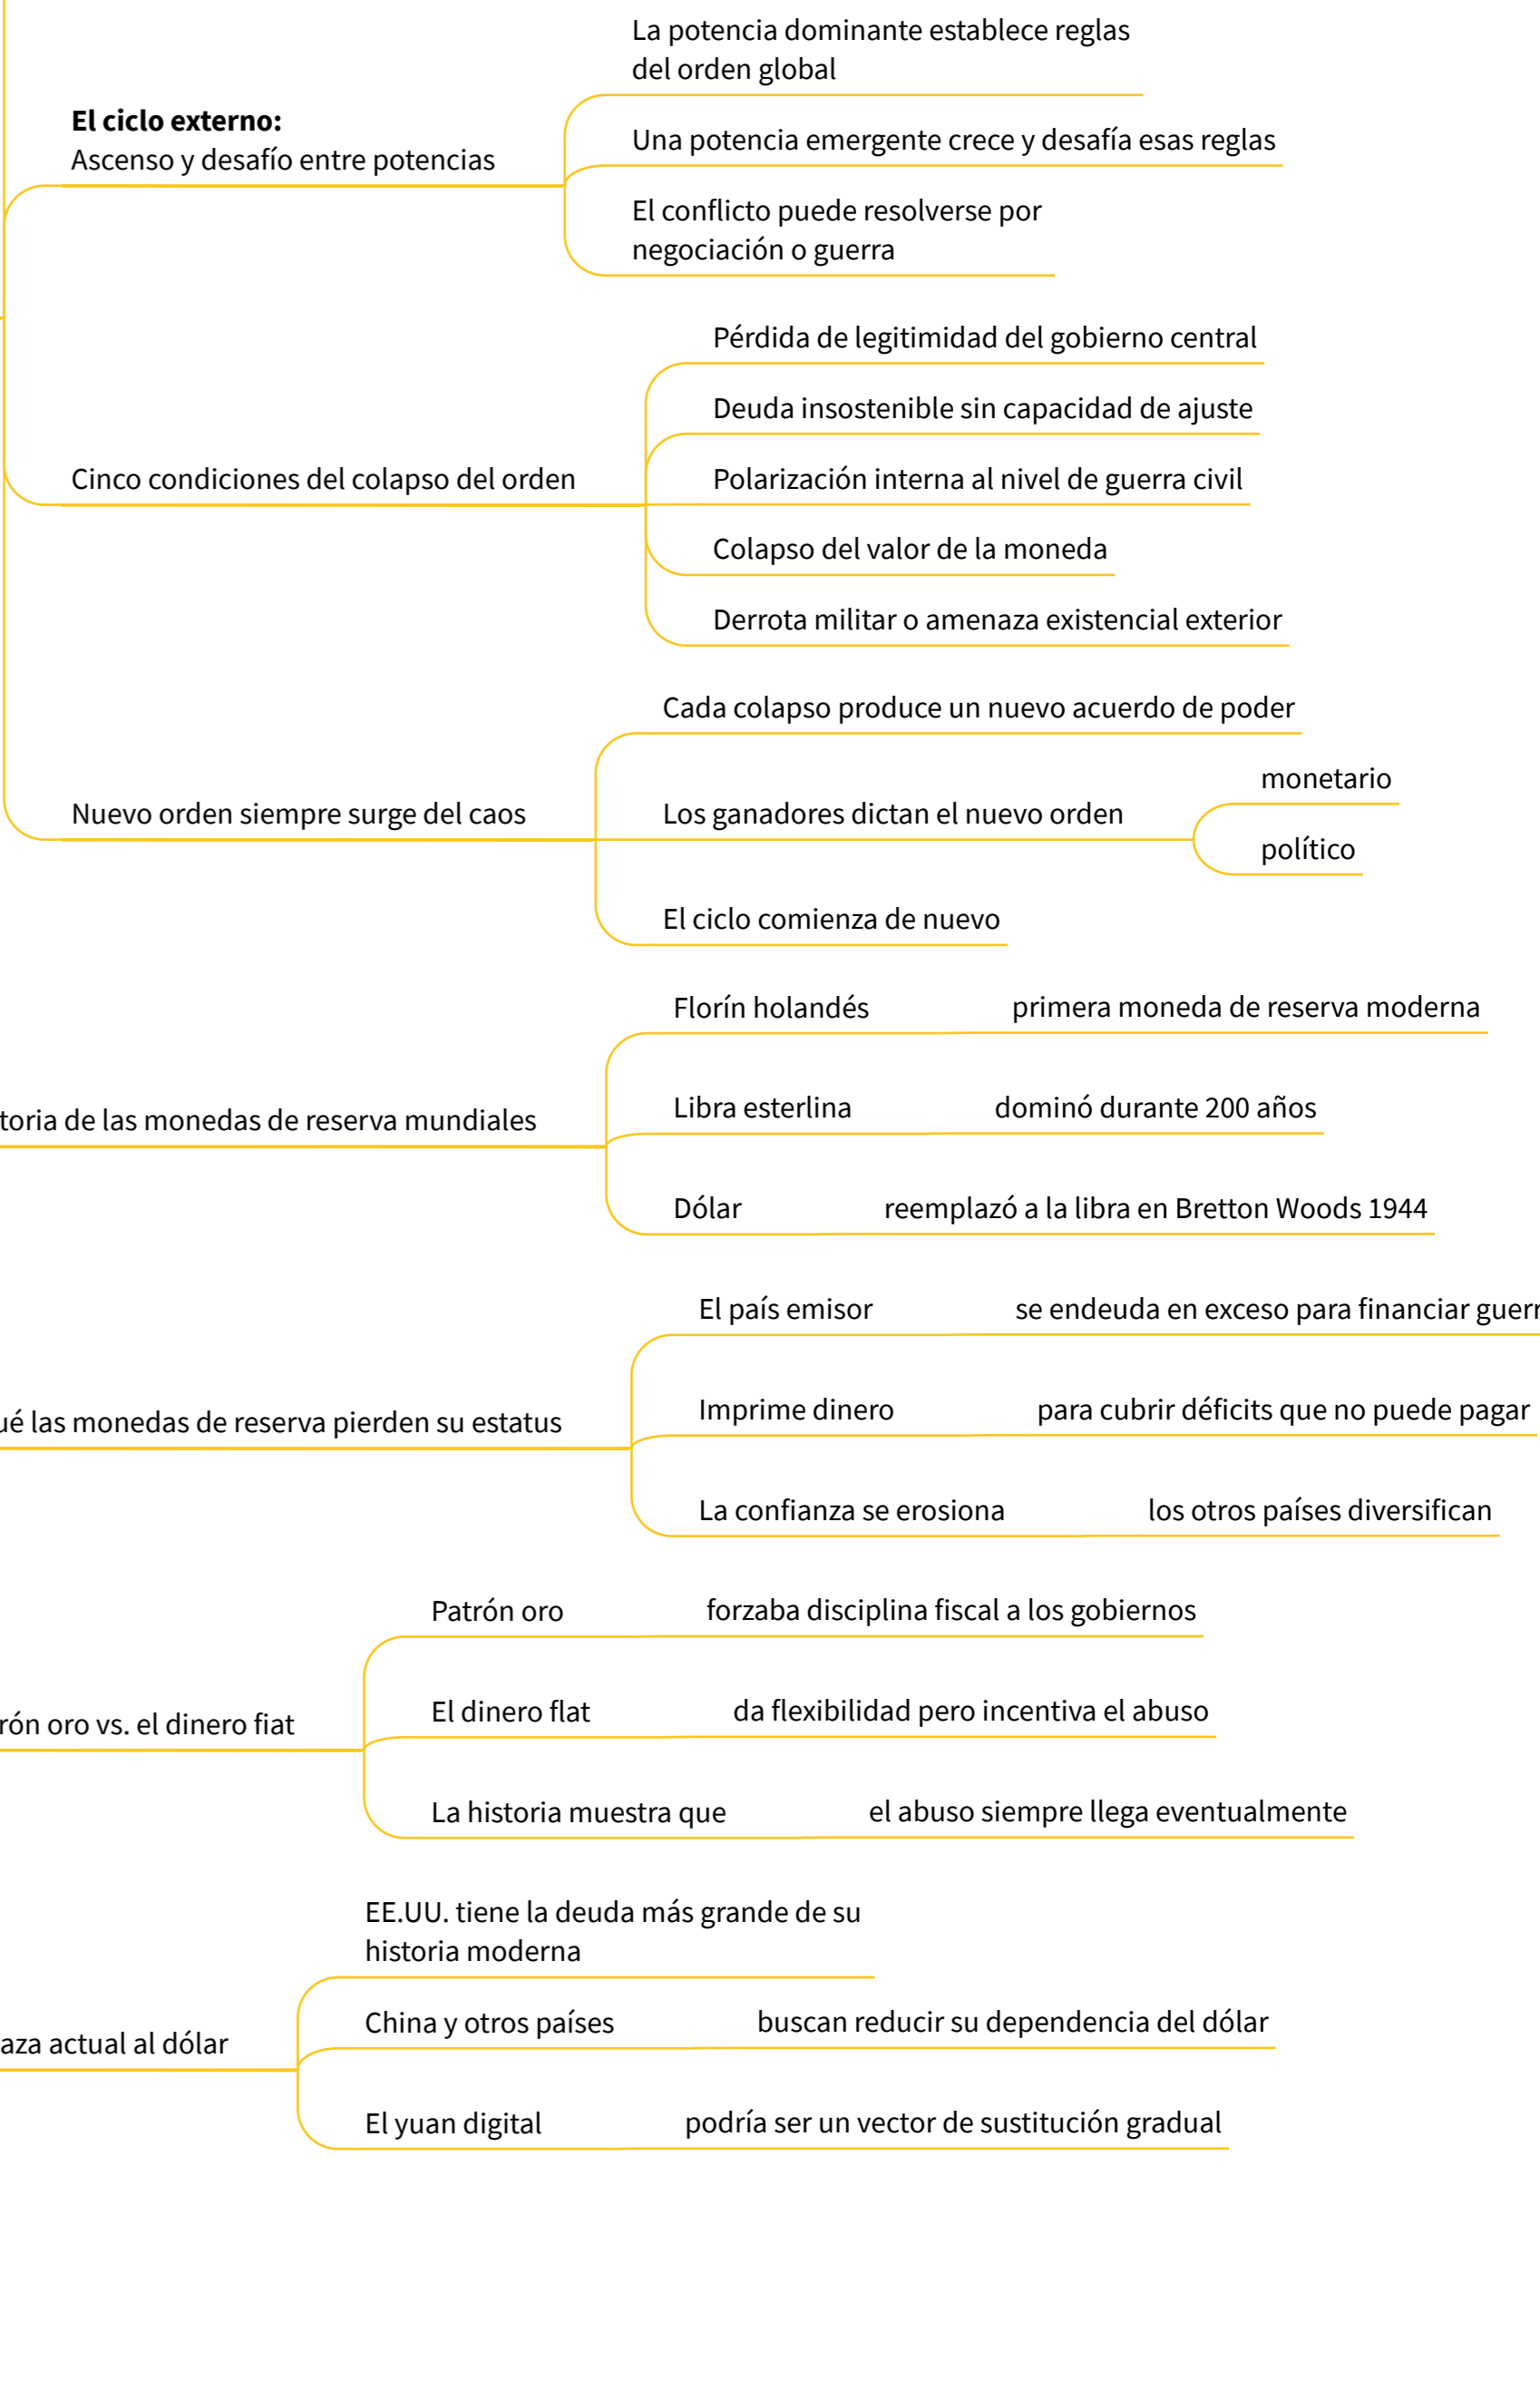 La potencia dominante establece reglas
del orden global
El ciclo externo:
Ascenso y desafío entre potencias
Una potencia emergente crece y desafía esas reglas
El conflicto puede resolverse por
negociación o guerra
Pérdida de legitimidad del gobierno central
Deuda insostenible sin capacidad de ajuste
Cinco condiciones del colapso del orden
Polarización interna al nivel de guerra civil
Colapso del valor de la moneda
Derrota militar o amenaza existencial exterior
Cada colapso produce un nuevo acuerdo de poder
Nuevo orden siempre surge del caos
Los ganadores dictan el nuevo orden
monetario
político
El ciclo comienza de nuevo
Florín holandés primera moneda de reserva moderna
toria de las monedas de reserva mundiales
Libra esterlina dominó durante 200 años
Dólar reemplazó a la libra en Bretton Woods 1944
El país emisor se endeuda en exceso para financiar guerr
ué las monedas de reserva pierden su estatus
Imprime dinero para cubrir déficits que no puede pagar
La confianza se erosiona los otros países diversifican
Patrón oro forzaba disciplina fiscal a los gobiernos
rón oro vs. el dinero fiat
El dinero flat da flexibilidad pero incentiva el abuso
La historia muestra que el abuso siempre llega eventualmente
EE.UU. tiene la deuda más grande de su
historia moderna
aza actual al dólar
China y otros países buscan reducir su dependencia del dólar
El yuan digital podría ser un vector de sustitución gradual